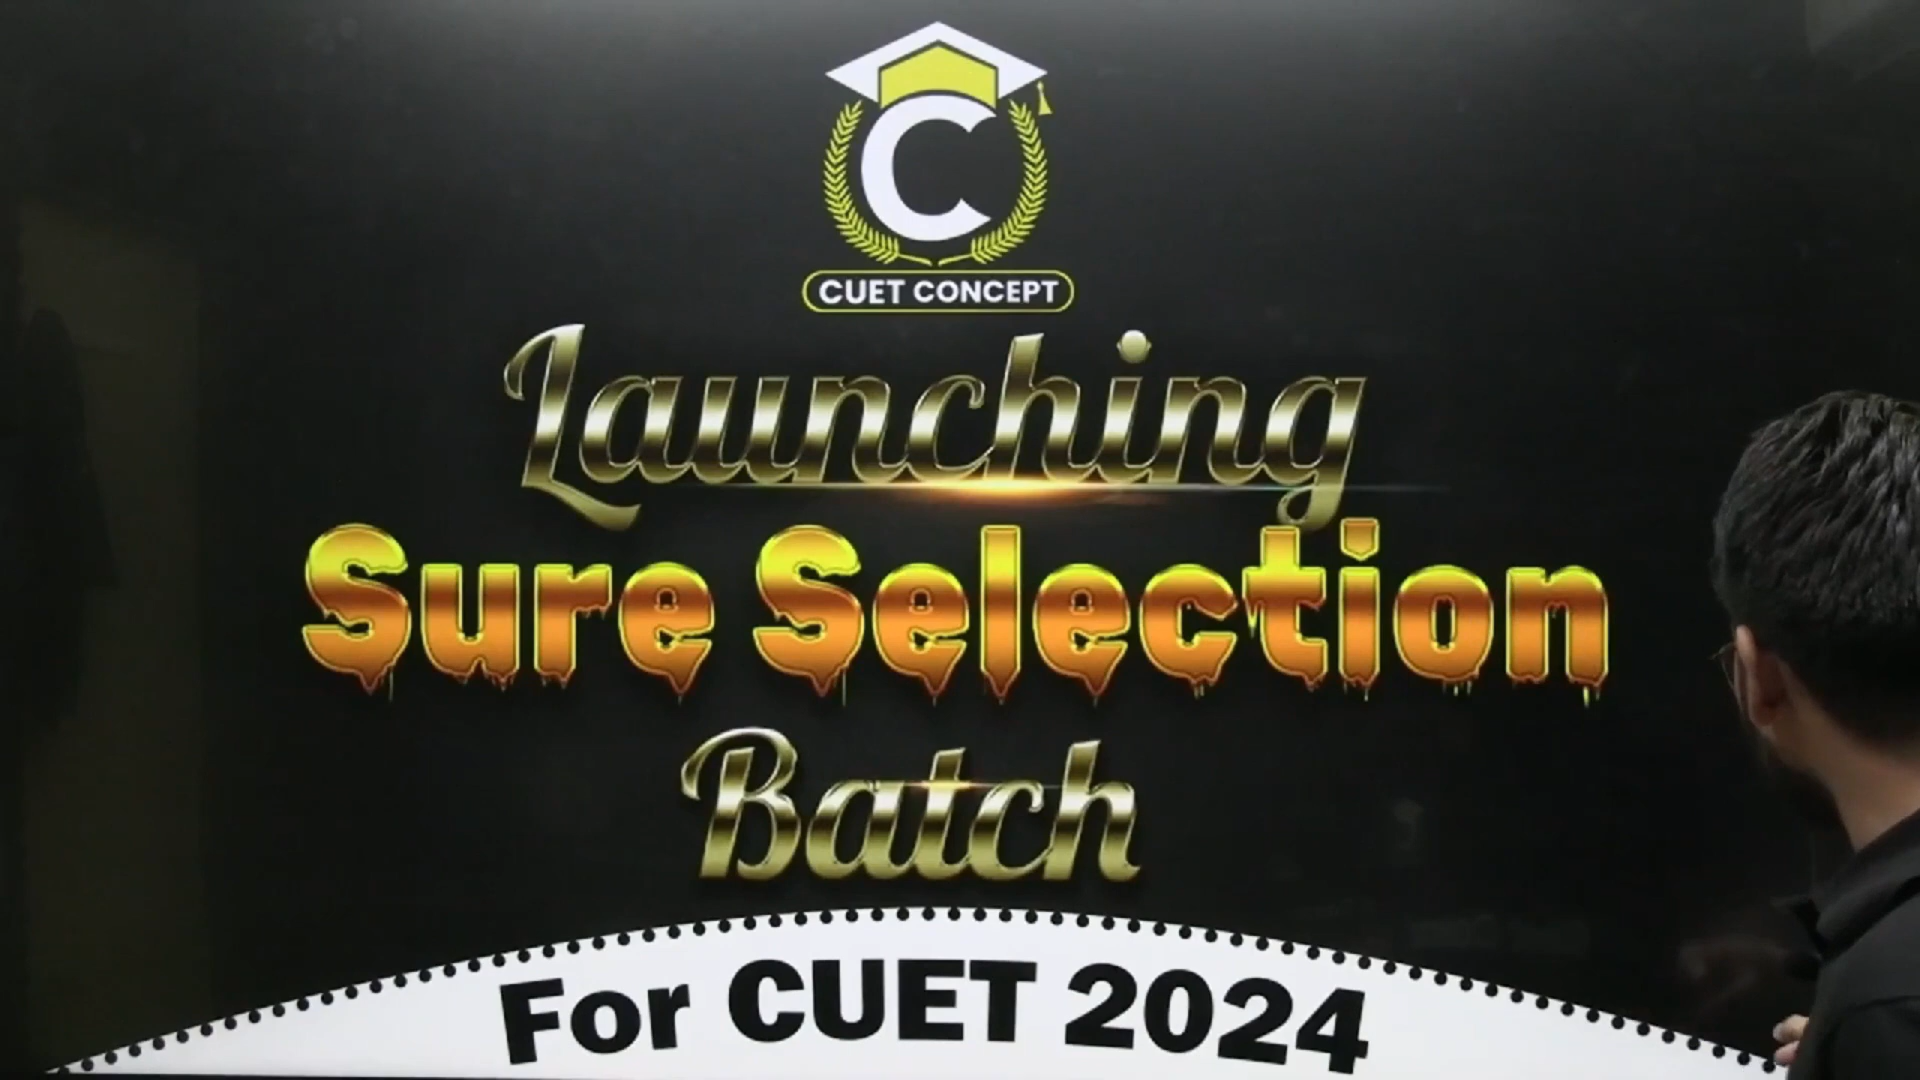 C
CUET CONCEPT
Launching
Sure Selection
Batch
For CUET 2024